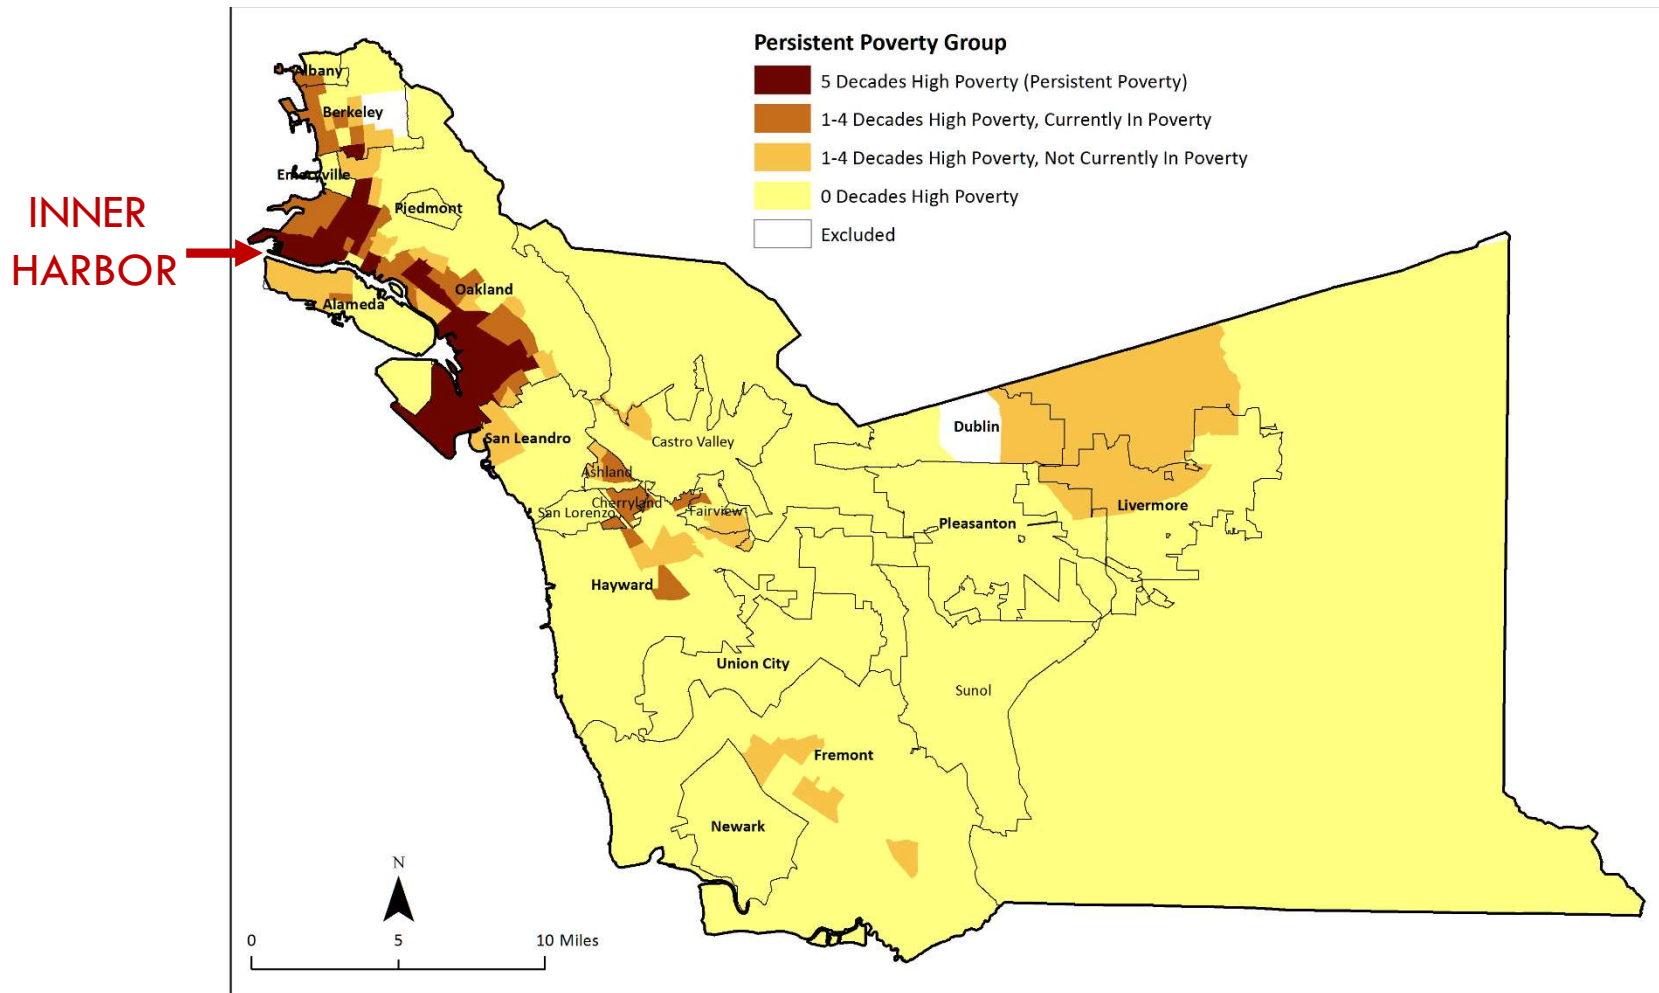 Persistent Poverty Group
5 Decades High Poverty (Persistent Poverty)
1-4 Decades High Poverty, Currently In Poverty
1-4 Decades High Poverty, Not Currently In Poverty
0 Decades High Poverty
Excluded
INNER
HARBOR
Albany
Berkeley
Emeryville
Piedmont
Oakland
Alameda
San Leandro
Castro Valley
Ashland
Cherryland
San Lorenzo
Fairview
Hayward
Dublin
Livermore
Pleasanton
Union City
Sunol
Fremont
Newark
N
0 5 10 Miles